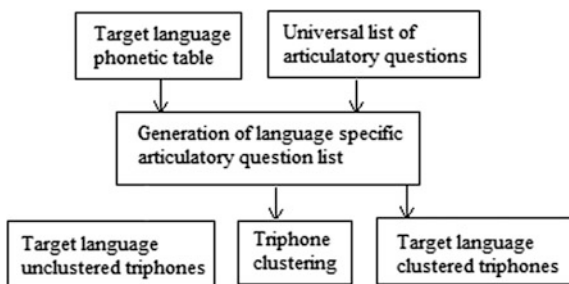 Target language
phonetic table
Universal list of
articulatory questions
Generation of language specific
articulatory question list
Target language
unclustered triphones
Triphone
clustering
Target language
clustered triphones